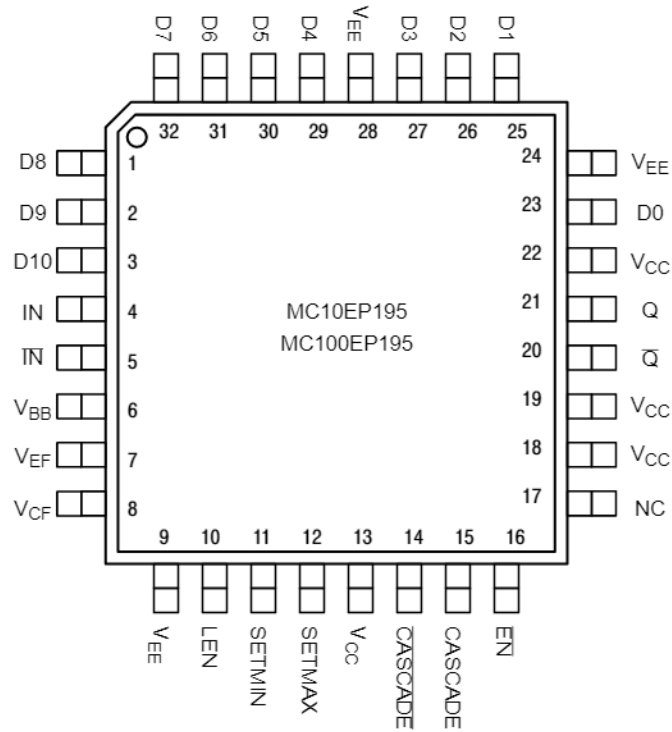 D7 D6 D5 D4 VEE D3 D2 D1
32 31 30 29 28 27 26 25
D8 1 24 VEE
D9 2 23 D0
D10 3 22 VCC
IN 4 21 Q
I̅N̅ 5 20 Q̅
VBB 6 19 VCC
VEF 7 18 VCC
VCF 8 17 NC
MC10EP195
MC100EP195
9 10 11 12 13 14 15 16
VEE LEN SETMIN SETMAX VCC C̅A̅S̅C̅A̅D̅E̅ CASCADE E̅N̅